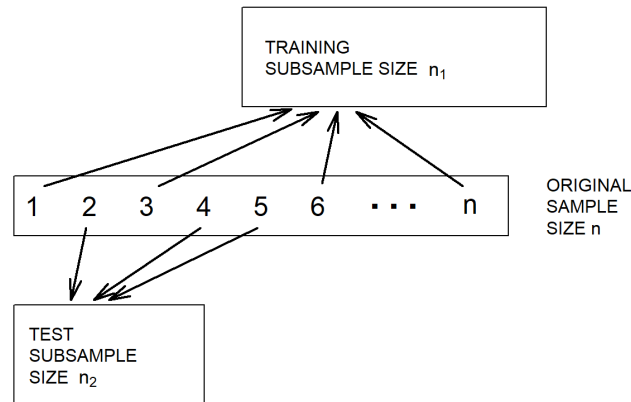 TRAINING
SUBSAMPLE SIZE n₁
1 2 3 4 5 6 ··· n
ORIGINAL
SAMPLE
SIZE n
TEST
SUBSAMPLE
SIZE n₂